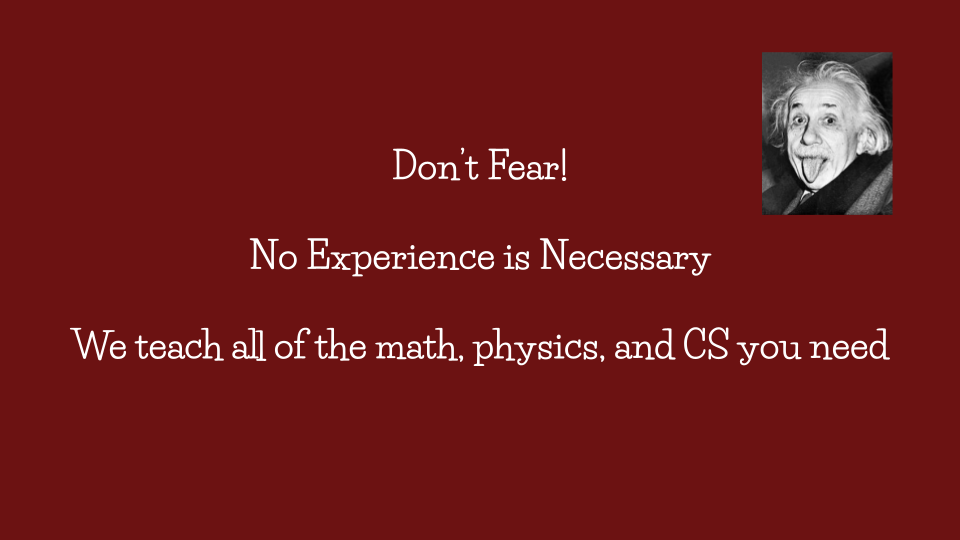 Don't Fear!
No Experience is Necessary
We teach all of the math, physics, and CS you need